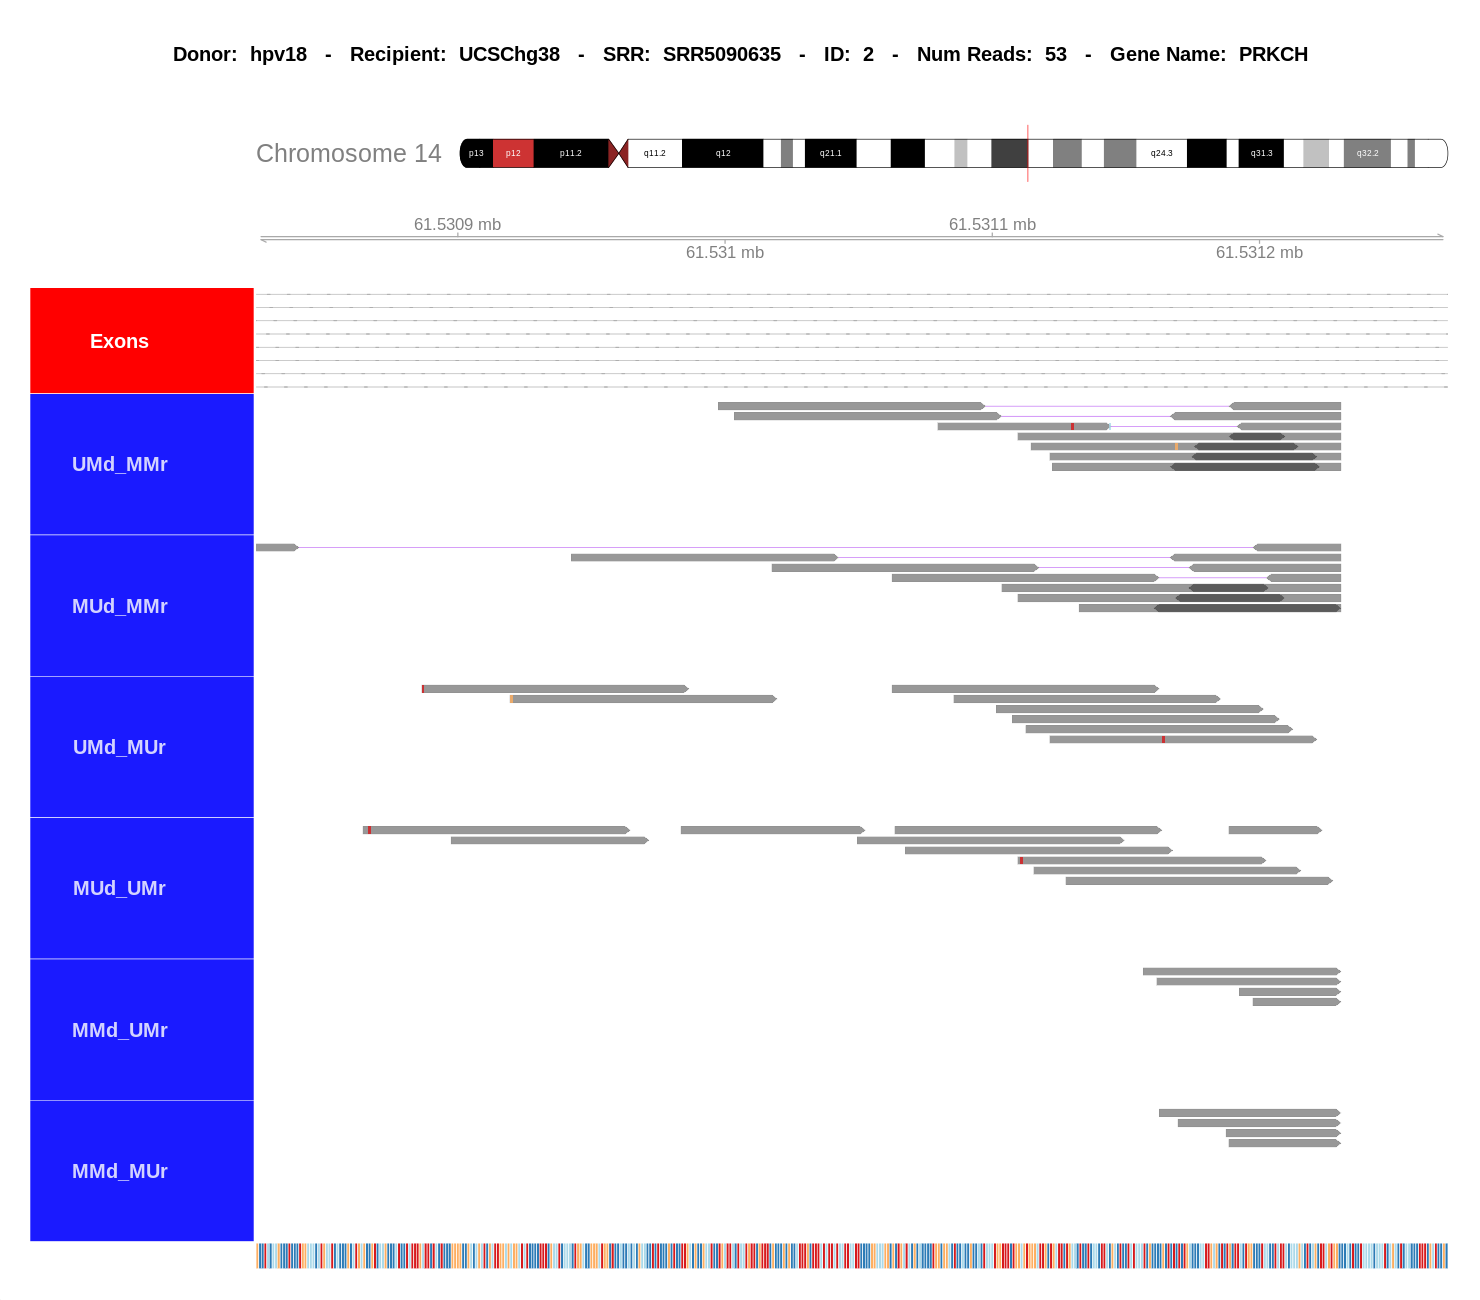 Donor: hpv18 - Recipient: UCSChg38 - SRR: SRR5090635 - ID: 2 - Num Reads: 53 - Gene Name: PRKCH
Chromosome 14 p13 p12 p11.2 q11.2 q12 q21.1 q24.3 q31.3 q32.2
61.5309 mb 61.5311 mb
61.531 mb 61.5312 mb
Exons
UMd_MMr
MUd_MMr
UMd_MUr
MUd_UMr
MMd_UMr
MMd_MUr